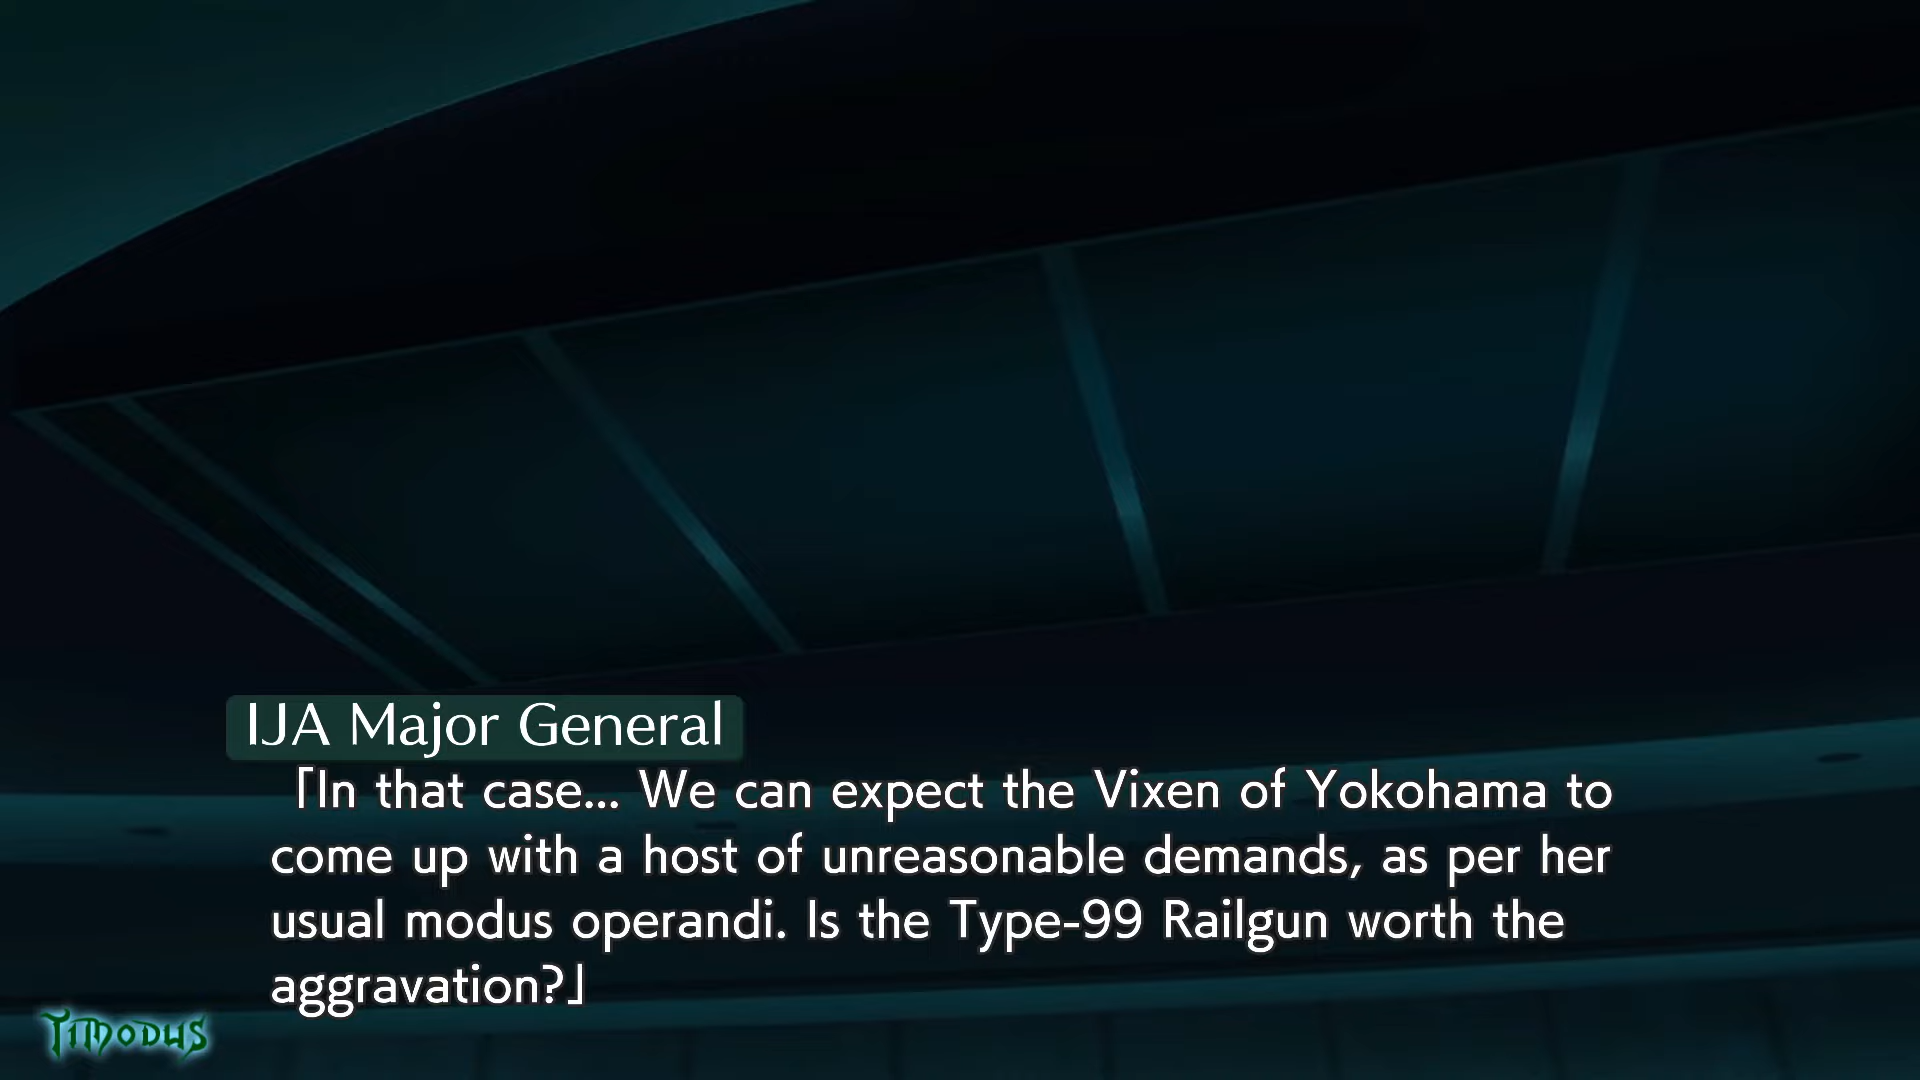 IJA Major General
「In that case... We can expect the Vixen of Yokohama to
come up with a host of unreasonable demands, as per her
usual modus operandi. Is the Type-99 Railgun worth the
aggravation?」
TIMODUS